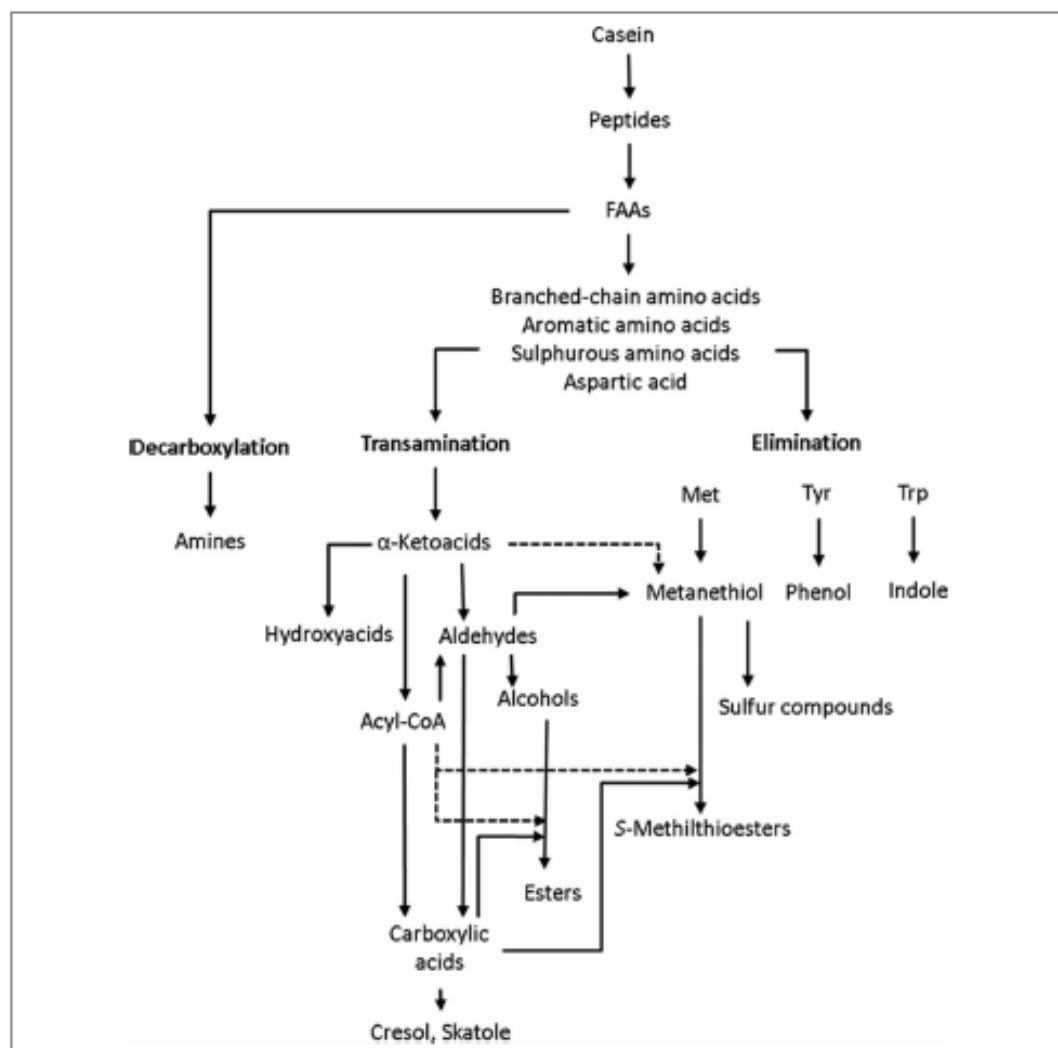 Casein
Peptides
FAAs
Branched-chain amino acids
Aromatic amino acids
Sulphurous amino acids
Aspartic acid
Decarboxylation
Transamination
Elimination
Met
Tyr
Trp
Amines
α-Ketoacids
Metanethiol
Phenol
Indole
Hydroxyacids
Aldehydes
Alcohols
Sulfur compounds
Acyl-CoA
S-Methilthioesters
Esters
Carboxylic
acids
Cresol, Skatole